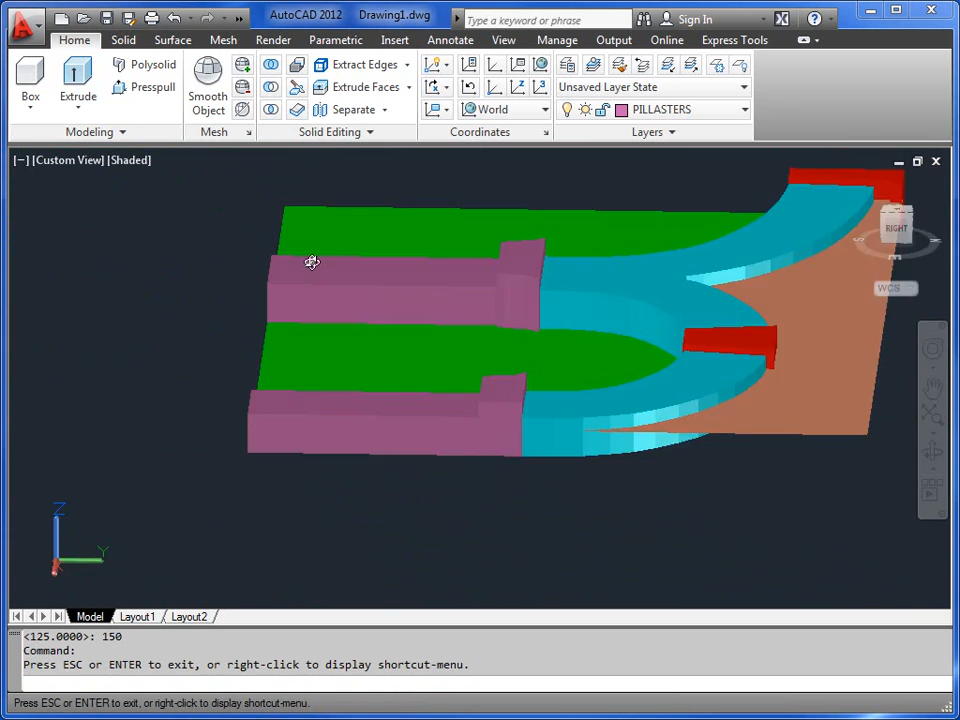 AutoCAD 2012 Drawing1.dwg
Type a keyword or phrase
Sign In
Home Solid Surface Mesh Render Parametric Insert Annotate View Manage Output Online Express Tools
Box
Extrude
Polysolid
Presspull
Modeling
Smooth
Object
Mesh
Extract Edges
Extrude Faces
Separate
Solid Editing
World
Coordinates
Unsaved Layer State
PILLASTERS
Layers
[−] [Custom View] [Shaded]
RIGHT
S
E
WCS
Z
Y
Model Layout1 Layout2
<125.0000>: 150
Command:
Press ESC or ENTER to exit, or right-click to display shortcut-menu.
Press ESC or ENTER to exit, or right-click to display shortcut-menu.